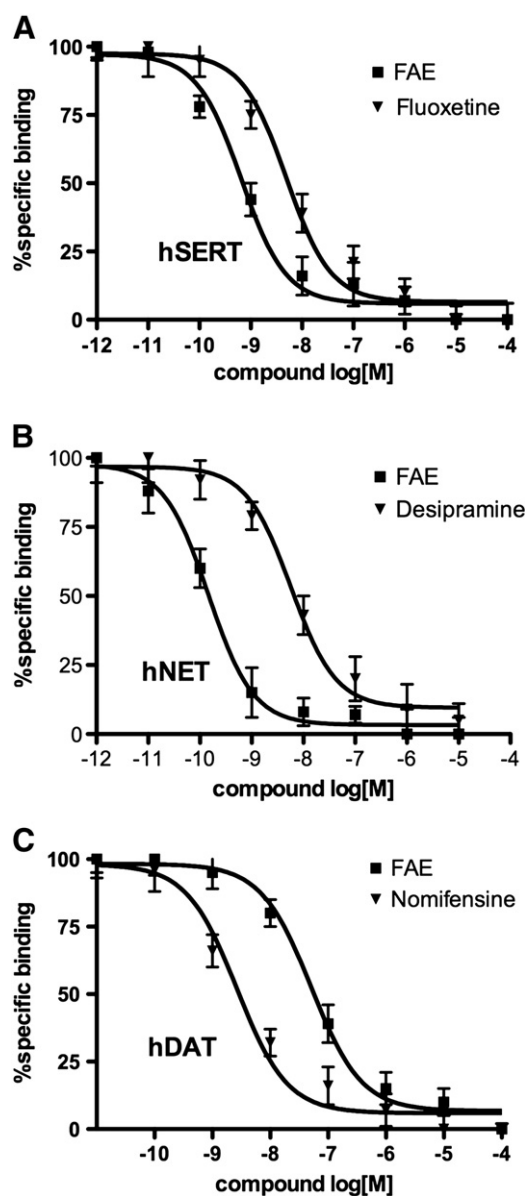 A
100
75
50
25
0
%specific binding
FAE
Fluoxetine
hSERT
-12 -11 -10 -9 -8 -7 -6 -5 -4
compound log[M]
B
100
75
50
25
0
%specific binding
FAE
Desipramine
hNET
-12 -11 -10 -9 -8 -7 -6 -5 -4
compound log[M]
C
100
75
50
25
0
%specific binding
FAE
Nomifensine
hDAT
-10 -9 -8 -7 -6 -5 -4
compound log[M]